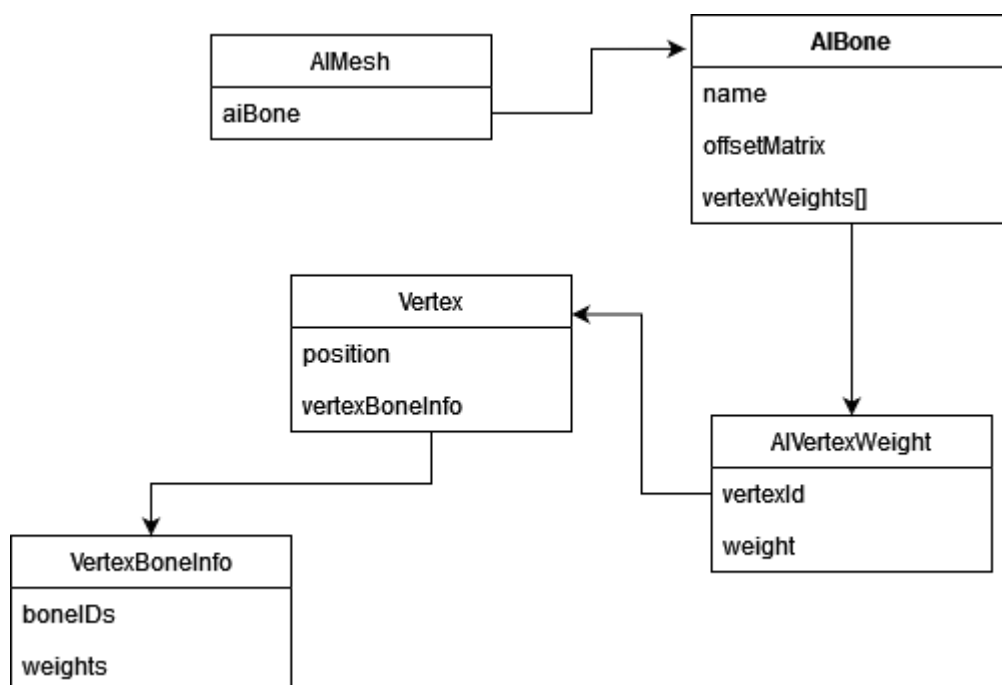 AIMesh
aiBone
AIBone
name
offsetMatrix
vertexWeights[]
Vertex
position
vertexBoneInfo
AIVertexWeight
vertexId
weight
VertexBoneInfo
boneIDs
weights